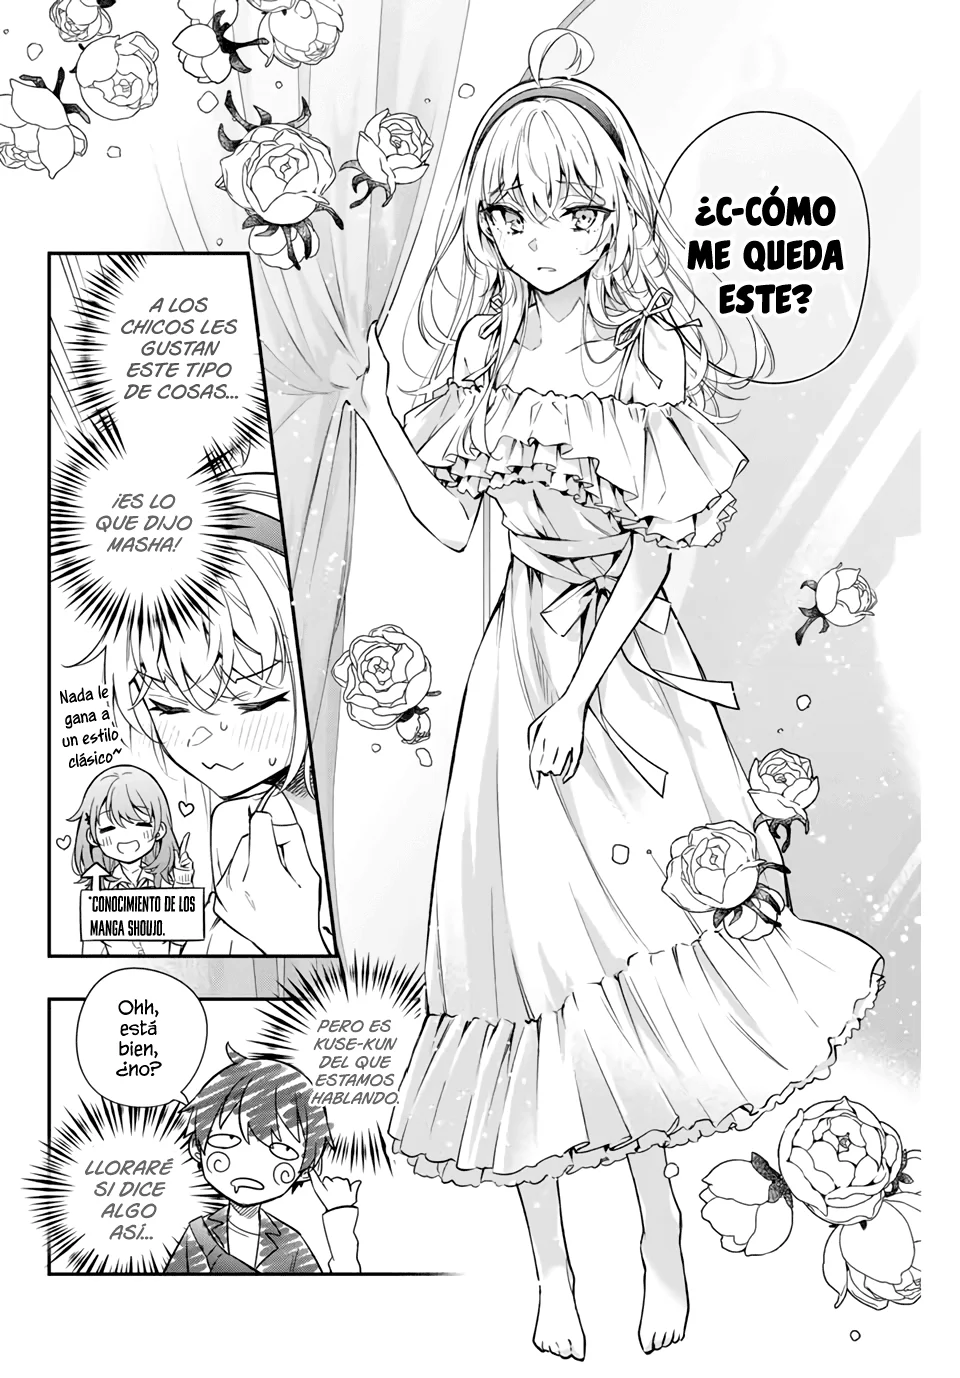 ¿C-CÓMO
ME QUEDA
ESTE?
A LOS
CHICOS LES
GUSTAN
ESTE TIPO
DE COSAS...
¡ES LO
QUE DIJO
MASHA!
Nada le
gana a
un estilo
clásico~
*CONOCIMIENTO DE LOS
MANGA SHOUJO.
Ohh,
está
bien,
¿no?
PERO ES
KUSE-KUN
DEL QUE
ESTAMOS
HABLANDO.
LLORARÉ
SI DICE
ALGO
ASÍ...